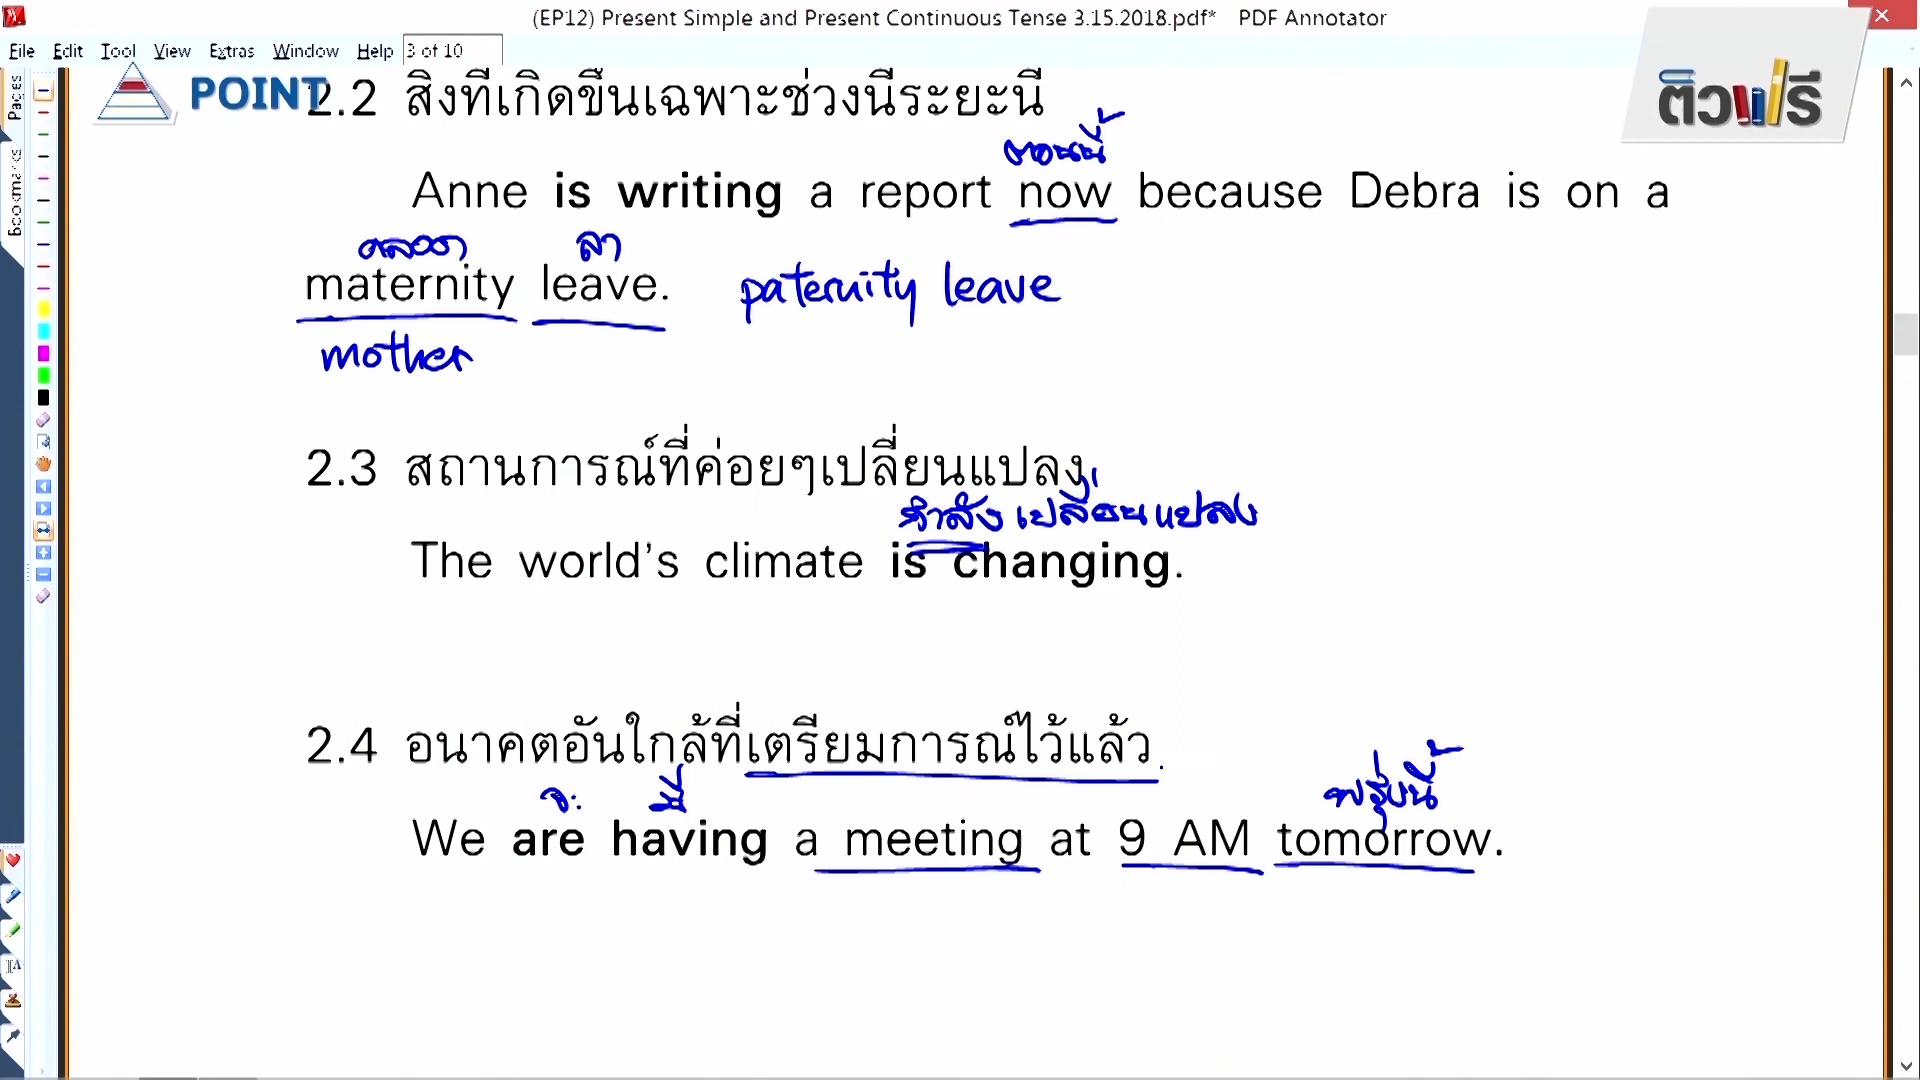 (EP12) Present Simple and Present Continuous Tense 3.15.2018.pdf* PDF Annotator
File Edit Tool View Extras Window Help 3 of 10
Pages
Bookmarks
POINT
ติวฟรี
2.2 สิ่งที่เกิดขึ้นเฉพาะช่วงนี้ระยะนี้
ตอนนี้
Anne is writing a report now because Debra is on a
คลอด ลา
maternity leave. paternity leave
mother
2.3 สถานการณ์ที่ค่อยๆเปลี่ยนแปลง
กำลัง เปลี่ยนแปลง
The world's climate is changing.
2.4 อนาคตอันใกล้ที่เตรียมการณ์ไว้แล้ว
จะ มี พรุ่งนี้
We are having a meeting at 9 AM tomorrow.